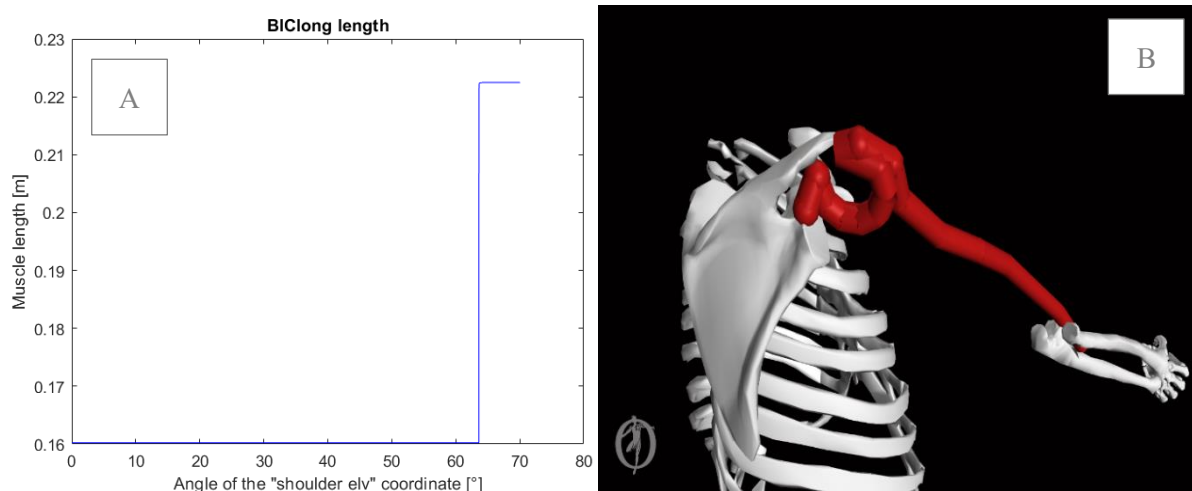 BIClong length
0.23
0.22
0.21
0.2
0.19
0.18
0.17
0.16
Muscle length [m]
0 10 20 30 40 50 60 70 80
Angle of the "shoulder elv" coordinate [°]
A
B